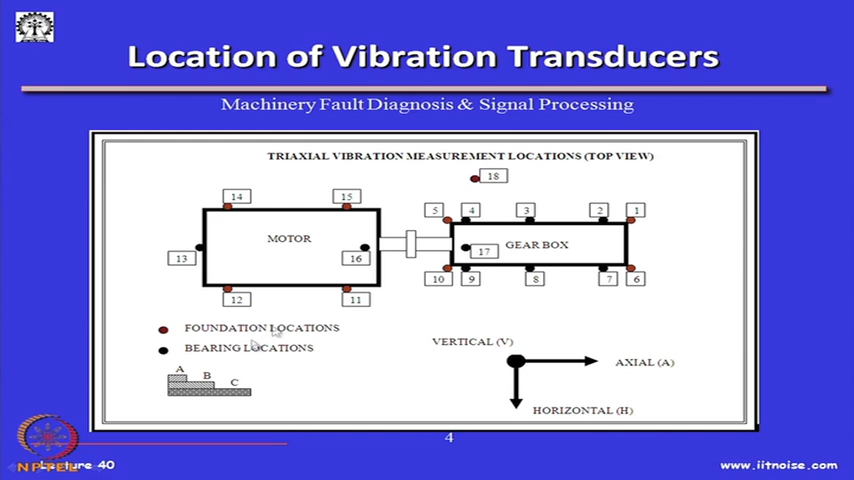 Location of Vibration Transducers
Machinery Fault Diagnosis & Signal Processing
TRIAXIAL VIBRATION MEASUREMENT LOCATIONS (TOP VIEW)
18
14
15
5
4
3
2
1
MOTOR
GEAR BOX
13
16
17
12
11
10
9
8
7
6
FOUNDATION LOCATIONS
BEARING LOCATIONS
VERTICAL (V)
AXIAL (A)
HORIZONTAL (H)
A
B
C
4
NPTEL
Lecture 40
www.iitnoise.com